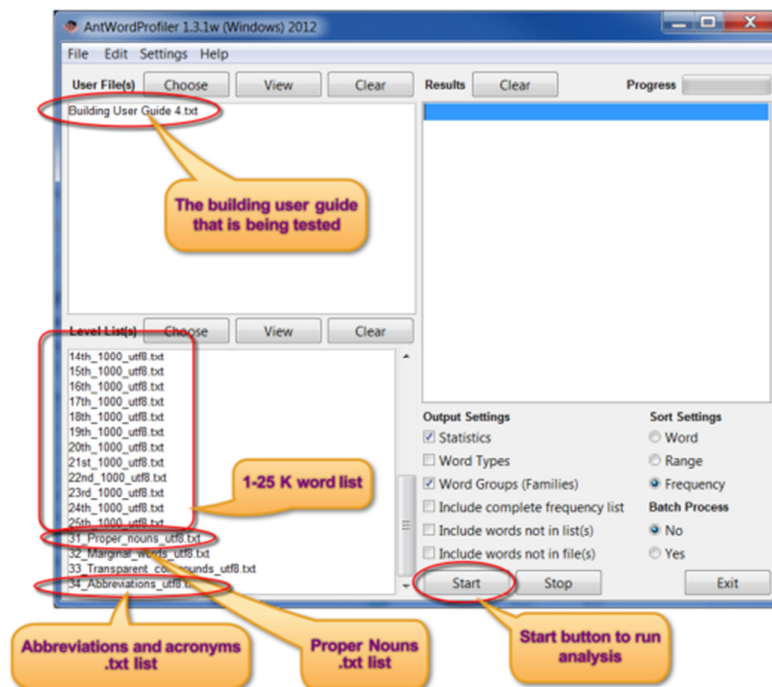 AntWordProfiler 1.3.1w (Windows) 2012
File Edit Settings Help
User File(s) Choose View Clear
Results Clear Progress
Building User Guide 4.txt
The building user guide
that is being tested
Level List(s) Choose View Clear
14th_1000_utf8.txt
15th_1000_utf8.txt
16th_1000_utf8.txt
17th_1000_utf8.txt
18th_1000_utf8.txt
19th_1000_utf8.txt
20th_1000_utf8.txt
21st_1000_utf8.txt
22nd_1000_utf8.txt
23rd_1000_utf8.txt
24th_1000_utf8.txt
25th_1000_utf8.txt
31_Proper_nouns_utf8.txt
32_Marginal_words_utf8.txt
33_Transparent_compounds_utf8.txt
34_Abbreviations_utf8.txt
1-25 K word list
Output Settings
Statistics
Word Types
Word Groups (Families)
Include complete frequency list
Include words not in list(s)
Include words not in file(s)
Sort Settings
Word
Range
Frequency
Batch Process
No
Yes
Start Stop Exit
Abbreviations and acronyms
.txt list
Proper Nouns
.txt list
Start button to run
analysis